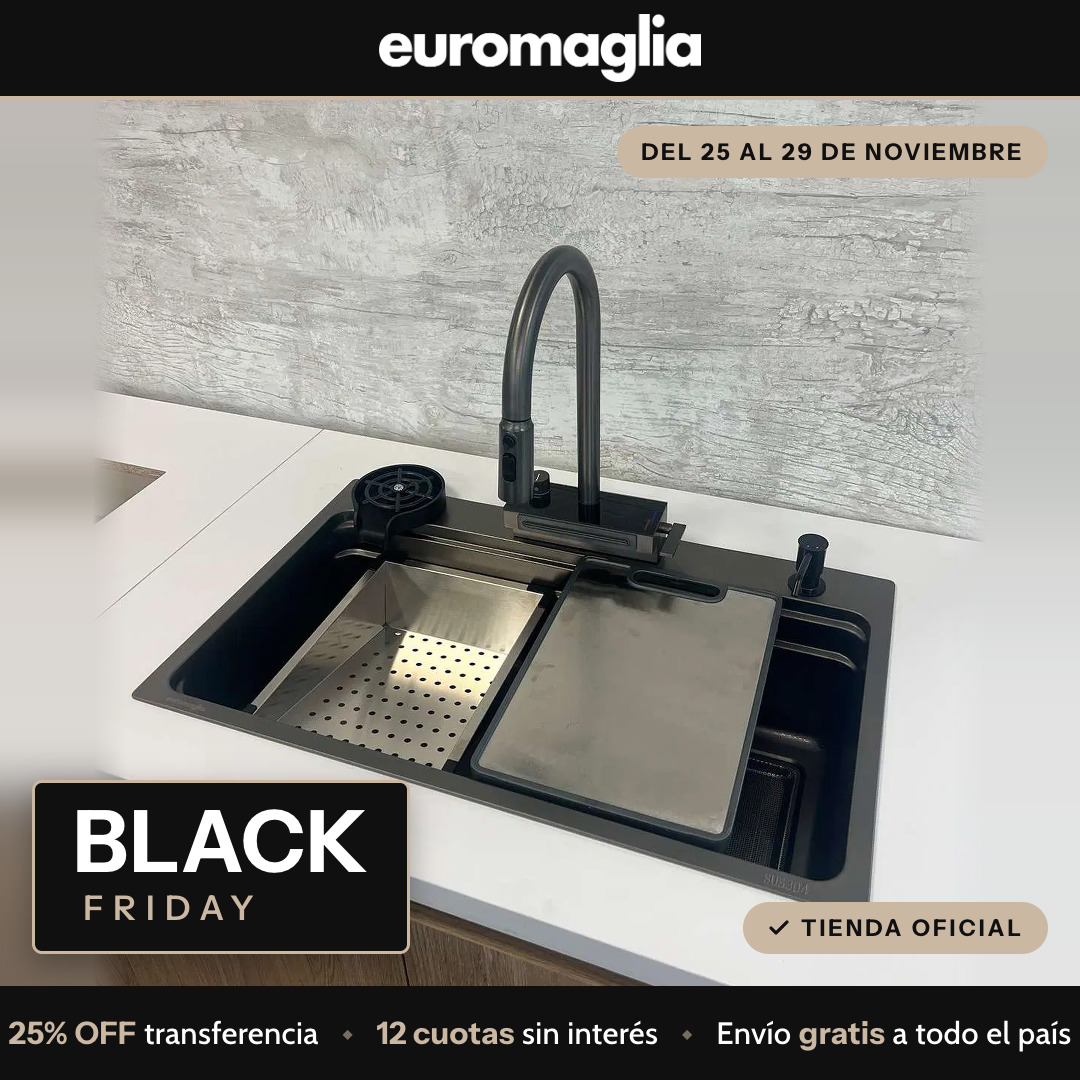 euromaglia
DEL 25 AL 29 DE NOVIEMBRE
SUS304
BLACK
FRIDAY
TIENDA OFICIAL
25% OFF transferencia ◆ 12 cuotas sin interés ◆ Envío gratis a todo el país